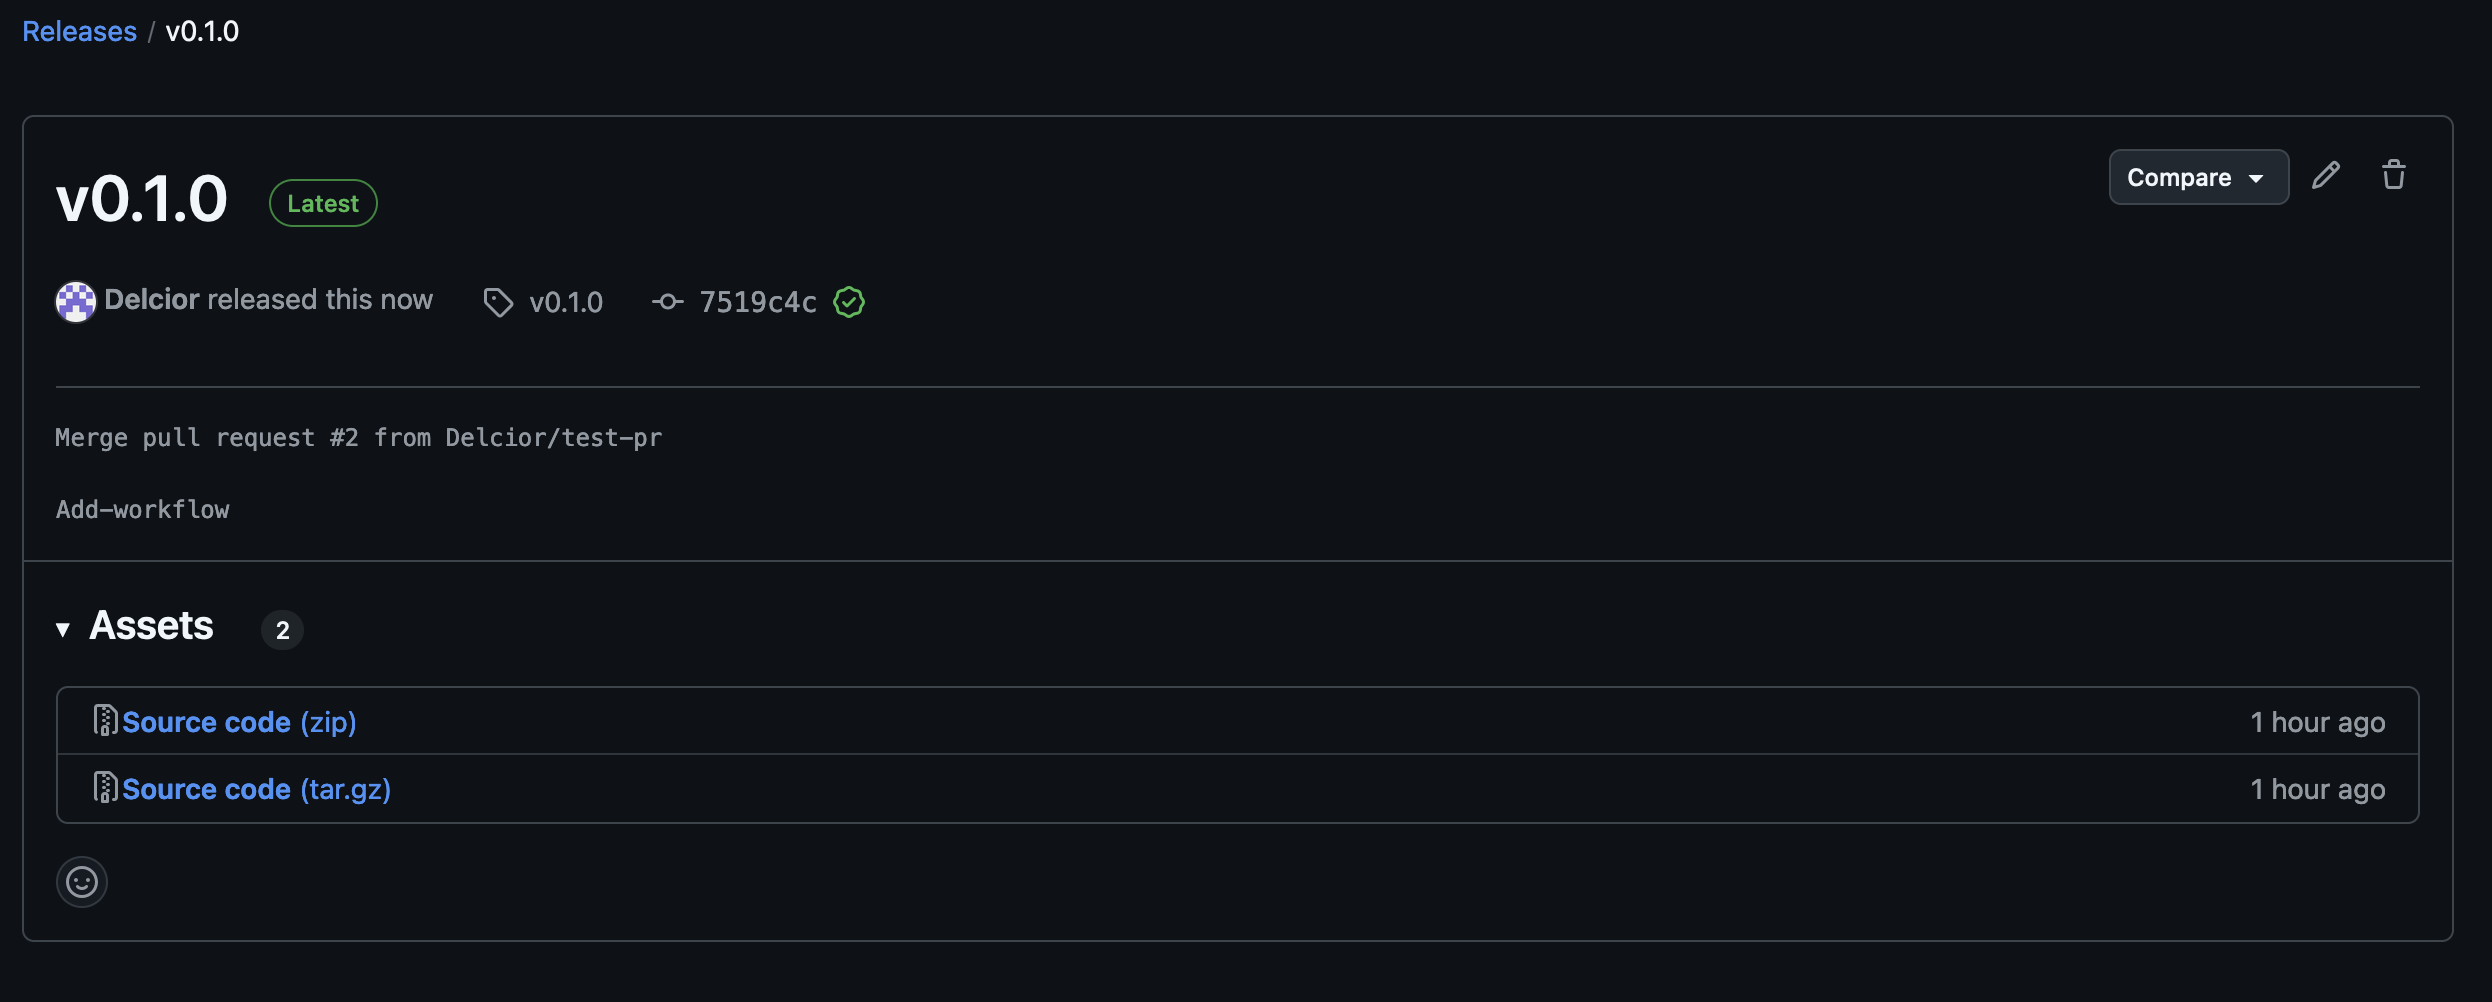 Releases / v0.1.0
v0.1.0 Latest Compare
Delcior released this now v0.1.0 7519c4c
Merge pull request #2 from Delcior/test-pr
Add-workflow
Assets 2
Source code (zip) 1 hour ago
Source code (tar.gz) 1 hour ago